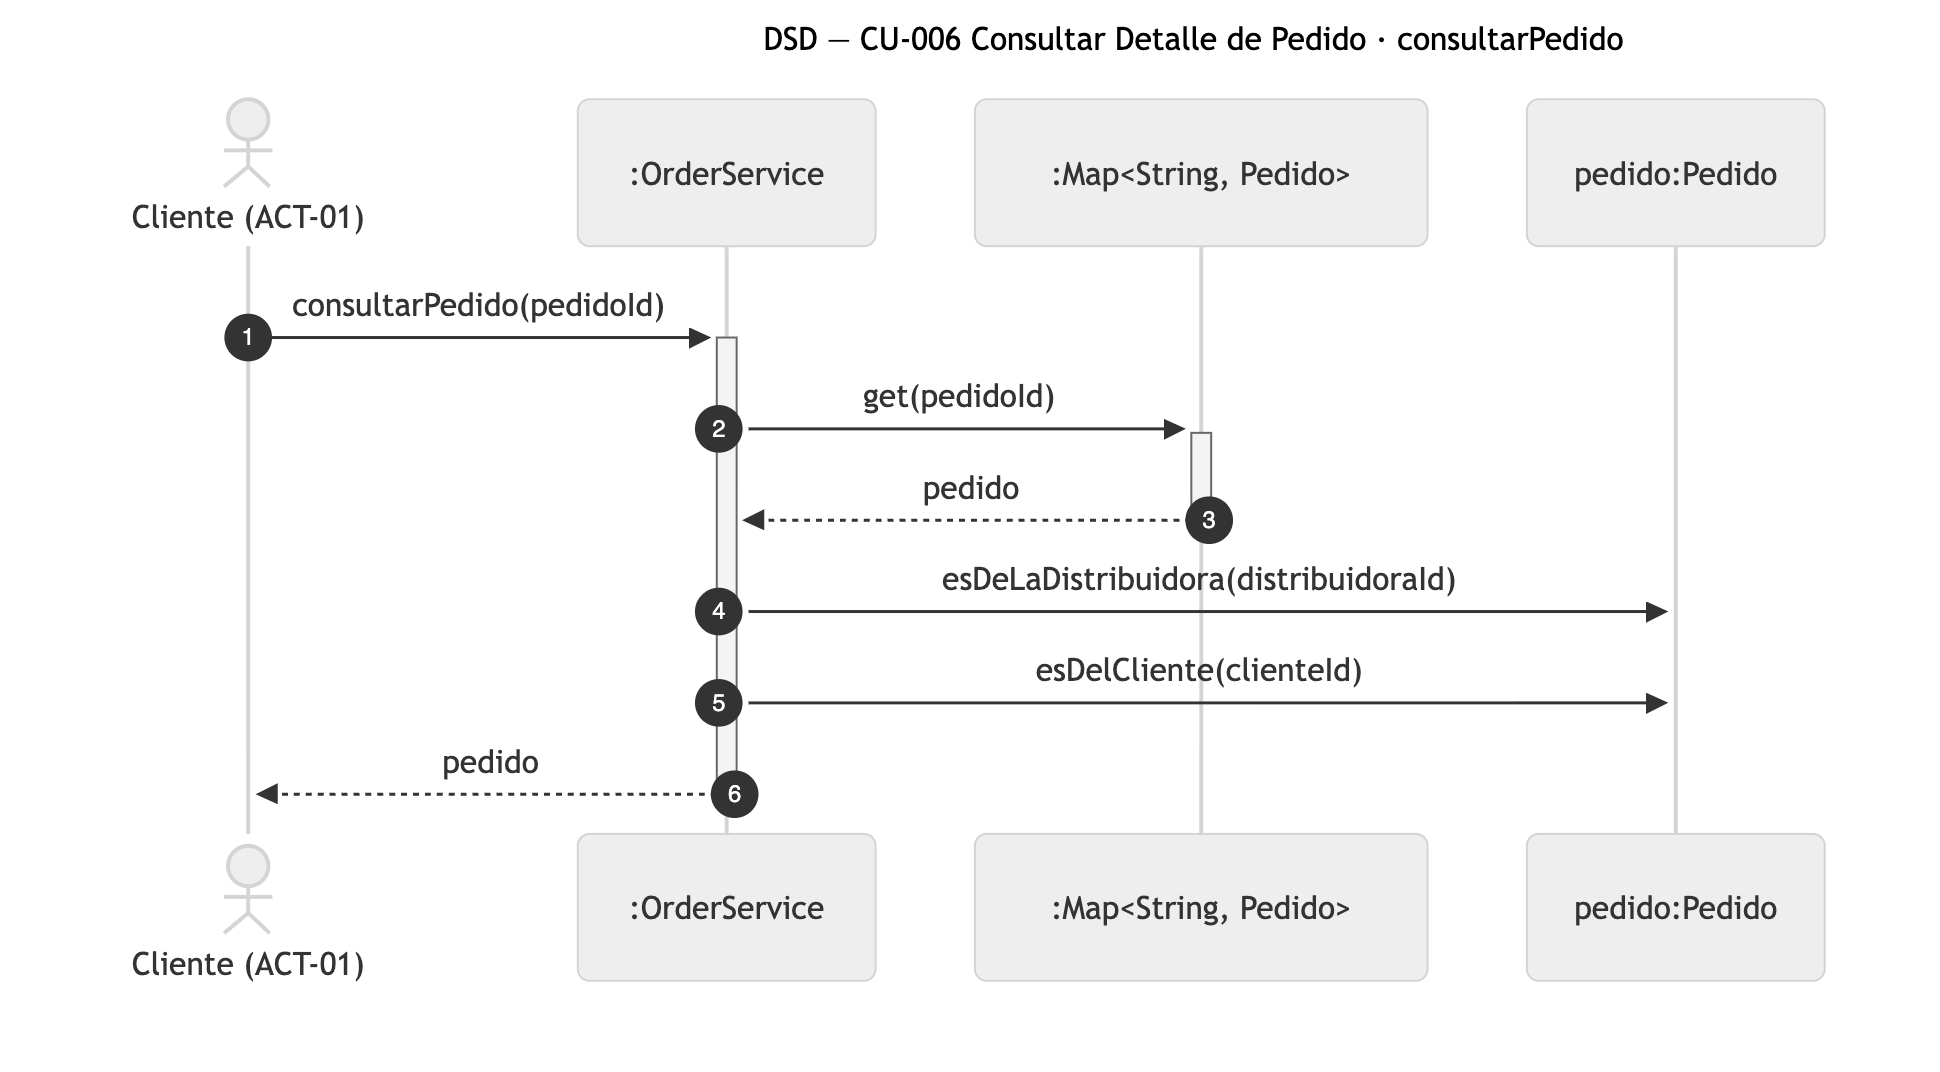 DSD — CU-006 Consultar Detalle de Pedido · consultarPedido
Cliente (ACT-01)
:OrderService
:Map<String, Pedido>
pedido:Pedido
consultarPedido(pedidoId)
1
get(pedidoId)
2
pedido
3
esDeLaDistribuidora(distribuidoraId)
4
esDelCliente(clienteId)
5
pedido
6
:OrderService
:Map<String, Pedido>
pedido:Pedido
Cliente (ACT-01)